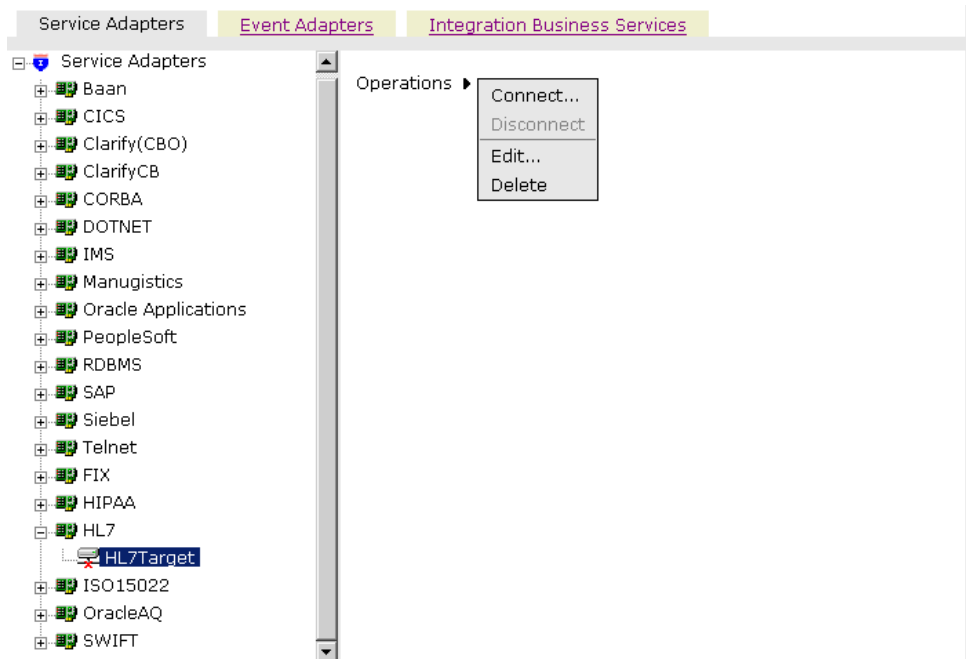 Service Adapters
Event Adapters
Integration Business Services
Service Adapters
Baan
CICS
Clarify(CBO)
ClarifyCB
CORBA
DOTNET
IMS
Manugistics
Oracle Applications
PeopleSoft
RDBMS
SAP
Siebel
Telnet
FIX
HIPAA
HL7
HL7Target
ISO15022
OracleAQ
SWIFT
Operations
Connect...
Disconnect
Edit...
Delete